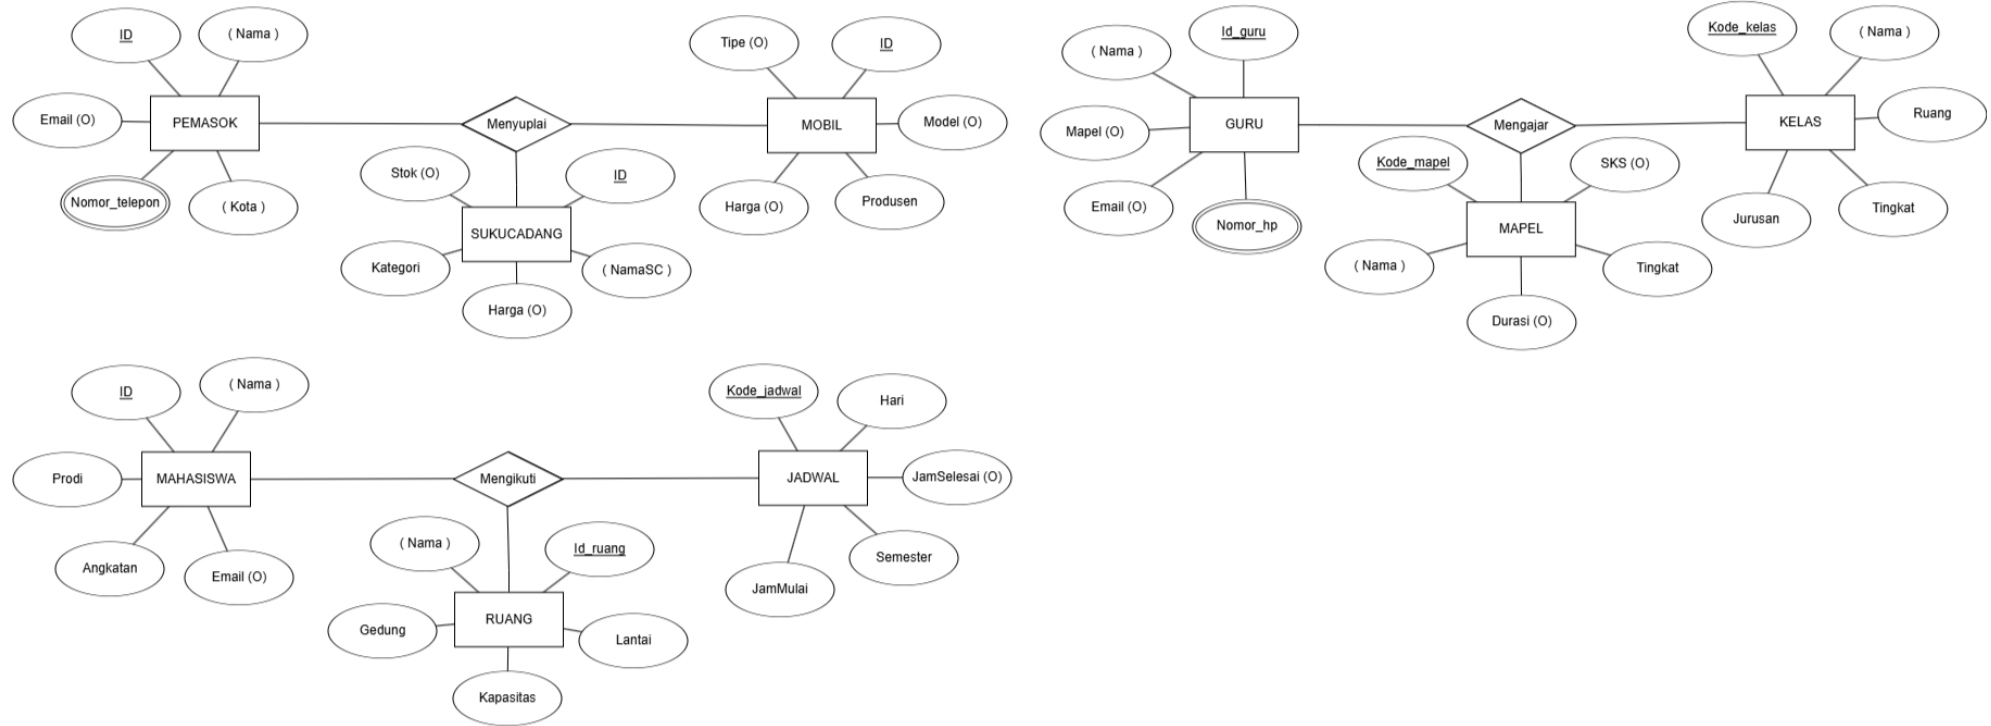 ID
( Nama )
Email (O)
PEMASOK
Nomor_telepon
( Kota )
Menyuplai
Stok (O)
ID
SUKUCADANG
Kategori
( NamaSC )
Harga (O)
Tipe (O)
ID
MOBIL
Model (O)
Harga (O)
Produsen
Id_guru
( Nama )
Mapel (O)
GURU
Email (O)
Nomor_hp
Mengajar
Kode_mapel
SKS (O)
MAPEL
( Nama )
Tingkat
Durasi (O)
Kode_kelas
( Nama )
KELAS
Ruang
Jurusan
Tingkat
ID
( Nama )
Prodi
MAHASISWA
Angkatan
Email (O)
Mengikuti
( Nama )
Id_ruang
RUANG
Gedung
Lantai
Kapasitas
Kode_jadwal
Hari
JADWAL
JamSelesai (O)
Semester
JamMulai